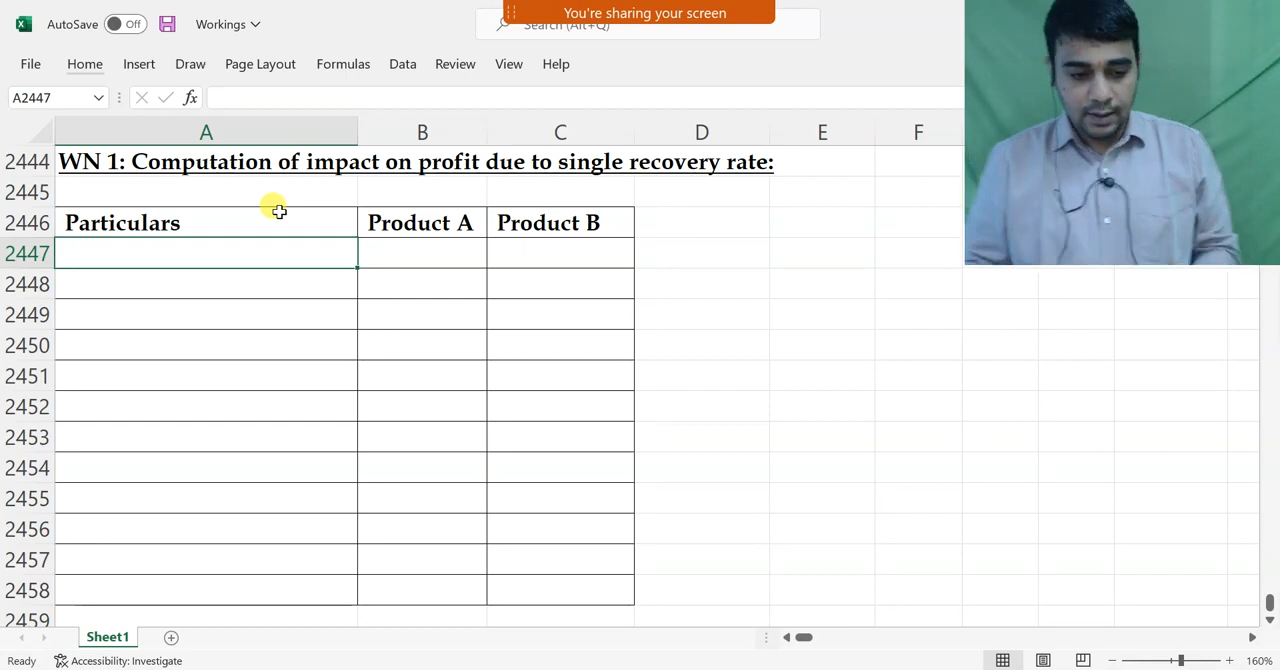 You're sharing your screen
AutoSave Off Workings Search (Alt+Q)
File Home Insert Draw Page Layout Formulas Data Review View Help
A2447 fx
A B C D E F
2444 WN 1: Computation of impact on profit due to single recovery rate:
2445
2446 Particulars Product A Product B
2447
2448
2449
2450
2451
2452
2453
2454
2455
2456
2457
2458
2459
Sheet1
Ready Accessibility: Investigate 160%